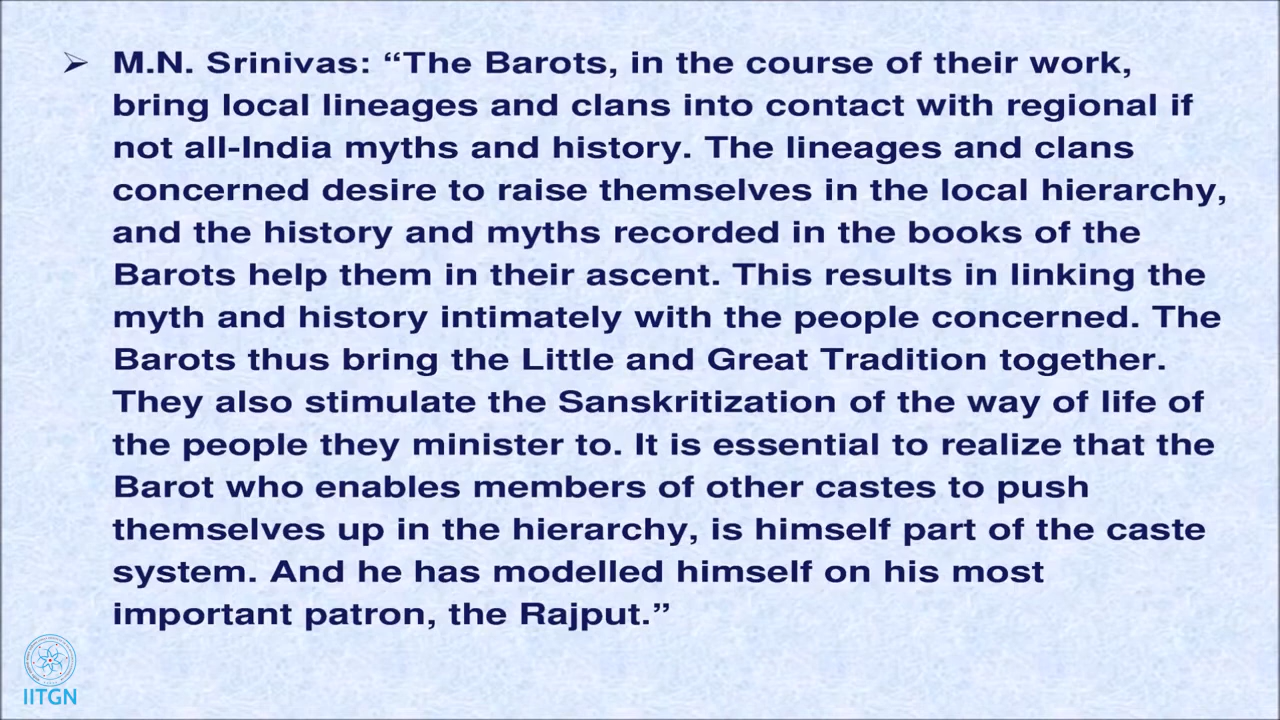 ➢ M.N. Srinivas: “The Barots, in the course of their work,
bring local lineages and clans into contact with regional if
not all-India myths and history. The lineages and clans
concerned desire to raise themselves in the local hierarchy,
and the history and myths recorded in the books of the
Barots help them in their ascent. This results in linking the
myth and history intimately with the people concerned. The
Barots thus bring the Little and Great Tradition together.
They also stimulate the Sanskritization of the way of life of
the people they minister to. It is essential to realize that the
Barot who enables members of other castes to push
themselves up in the hierarchy, is himself part of the caste
system. And he has modelled himself on his most
important patron, the Rajput.”
IITGN